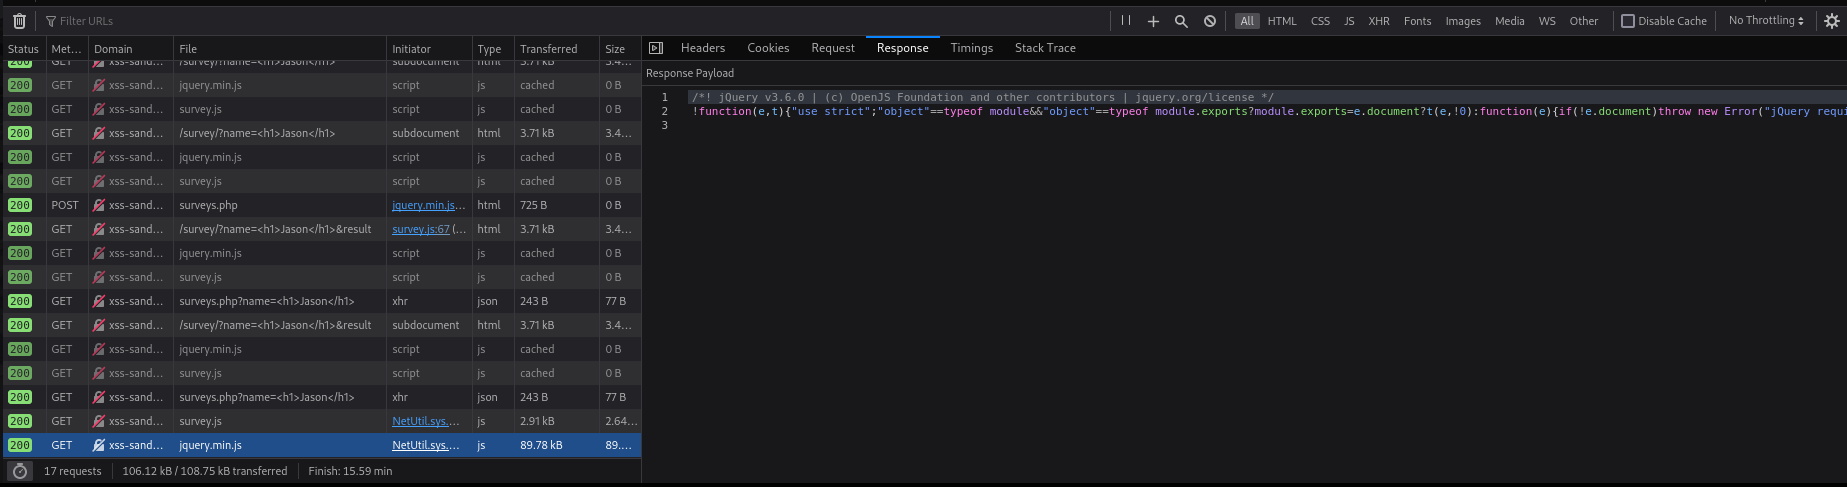 Filter URLs All HTML CSS JS XHR Fonts Images Media WS Other Disable Cache No Throttling
Status Met... Domain File Initiator Type Transferred Size
200 GET xss-sand... /survey/?name=<h1>Jason</h1> subdocument html 3.71 kB 3.4...
200 GET xss-sand... jquery.min.js script js cached 0 B
200 GET xss-sand... survey.js script js cached 0 B
200 GET xss-sand... /survey/?name=<h1>Jason</h1> subdocument html 3.71 kB 3.4...
200 GET xss-sand... jquery.min.js script js cached 0 B
200 GET xss-sand... survey.js script js cached 0 B
200 POST xss-sand... surveys.php jquery.min.js... html 725 B 0 B
200 GET xss-sand... /survey/?name=<h1>Jason</h1>&result survey.js:67 (... html 3.71 kB 3.4...
200 GET xss-sand... jquery.min.js script js cached 0 B
200 GET xss-sand... survey.js script js cached 0 B
200 GET xss-sand... surveys.php?name=<h1>Jason</h1> xhr json 243 B 77 B
200 GET xss-sand... /survey/?name=<h1>Jason</h1>&result subdocument html 3.71 kB 3.4...
200 GET xss-sand... jquery.min.js script js cached 0 B
200 GET xss-sand... survey.js script js cached 0 B
200 GET xss-sand... surveys.php?name=<h1>Jason</h1> xhr json 243 B 77 B
200 GET xss-sand... survey.js NetUtil.sys.... js 2.91 kB 2.64...
200 GET xss-sand... jquery.min.js NetUtil.sys.... js 89.78 kB 89....
17 requests 106.12 kB / 108.75 kB transferred Finish: 15.59 min
Headers Cookies Request Response Timings Stack Trace
Response Payload
1 /*! jQuery v3.6.0 | (c) OpenJS Foundation and other contributors | jquery.org/license */
2 !function(e,t){"use strict";"object"==typeof module&&"object"==typeof module.exports?module.exports=e.document?t(e,!0):function(e){if(!e.document)throw new Error("jQuery requi
3